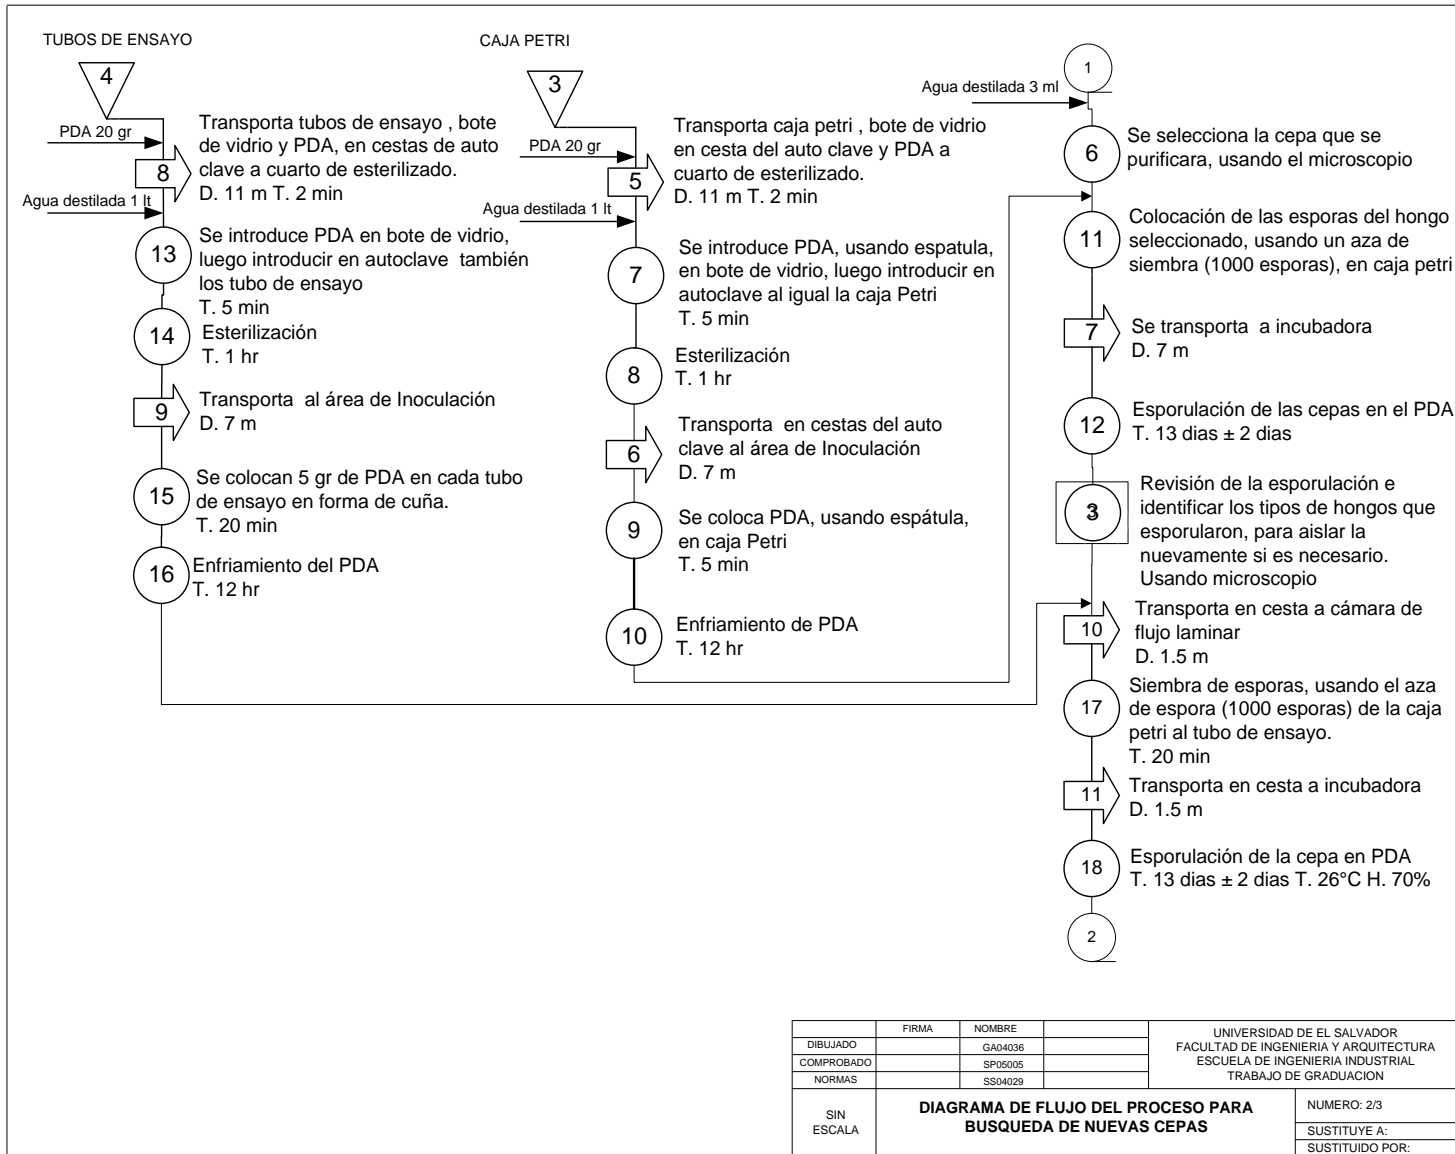 TUBOS DE ENSAYO
4
PDA 20 gr
8
Transporta tubos de ensayo , bote
de vidrio y PDA, en cestas de auto
clave a cuarto de esterilizado.
D. 11 m T. 2 min
Agua destilada 1 lt
13
Se introduce PDA en bote de vidrio,
luego introducir en autoclave también
los tubo de ensayo
T. 5 min
14
Esterilización
T. 1 hr
9
Transporta al área de Inoculación
D. 7 m
15
Se colocan 5 gr de PDA en cada tubo
de ensayo en forma de cuña.
T. 20 min
16
Enfriamiento del PDA
T. 12 hr
CAJA PETRI
3
PDA 20 gr
5
Transporta caja petri , bote de vidrio
en cesta del auto clave y PDA a
cuarto de esterilizado.
D. 11 m T. 2 min
Agua destilada 1 lt
7
Se introduce PDA, usando espatula,
en bote de vidrio, luego introducir en
autoclave al igual la caja Petri
T. 5 min
8
Esterilización
T. 1 hr
6
Transporta en cestas del auto
clave al área de Inoculación
D. 7 m
9
Se coloca PDA, usando espátula,
en caja Petri
T. 5 min
10
Enfriamiento de PDA
T. 12 hr
1
Agua destilada 3 ml
6
Se selecciona la cepa que se
purificara, usando el microscopio
11
Colocación de las esporas del hongo
seleccionado, usando un aza de
siembra (1000 esporas), en caja petri
7
Se transporta a incubadora
D. 7 m
12
Esporulación de las cepas en el PDA
T. 13 dias ± 2 dias
3
Revisión de la esporulación e
identificar los tipos de hongos que
esporularon, para aislar la
nuevamente si es necesario.
Usando microscopio
10
Transporta en cesta a cámara de
flujo laminar
D. 1.5 m
17
Siembra de esporas, usando el aza
de espora (1000 esporas) de la caja
petri al tubo de ensayo.
T. 20 min
11
Transporta en cesta a incubadora
D. 1.5 m
18
Esporulación de la cepa en PDA
T. 13 dias ± 2 dias T. 26°C H. 70%
2
FIRMA NOMBRE
DIBUJADO GA04036
COMPROBADO SP05005
NORMAS SS04029
UNIVERSIDAD DE EL SALVADOR
FACULTAD DE INGENIERIA Y ARQUITECTURA
ESCUELA DE INGENIERIA INDUSTRIAL
TRABAJO DE GRADUACION
SIN
ESCALA
DIAGRAMA DE FLUJO DEL PROCESO PARA
BUSQUEDA DE NUEVAS CEPAS
NUMERO: 2/3
SUSTITUYE A:
SUSTITUIDO POR: